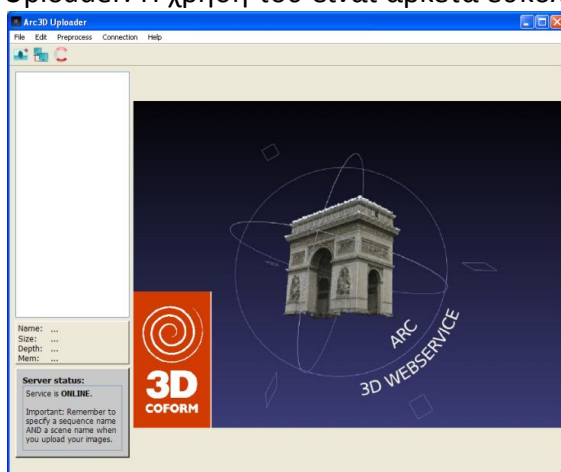 Uploader. Η χρήση του είναι αρκετά εύκολ
Arc3D Uploader
File Edit Preprocess Connection Help
ARC
3D WEBSERVICE
Name: ...
Size: ...
Depth: ...
Mem: ...
3D
COFORM
Server status:
Service is ONLINE.
Important: Remember to
specify a sequence name
AND a scene name when
you upload your images.